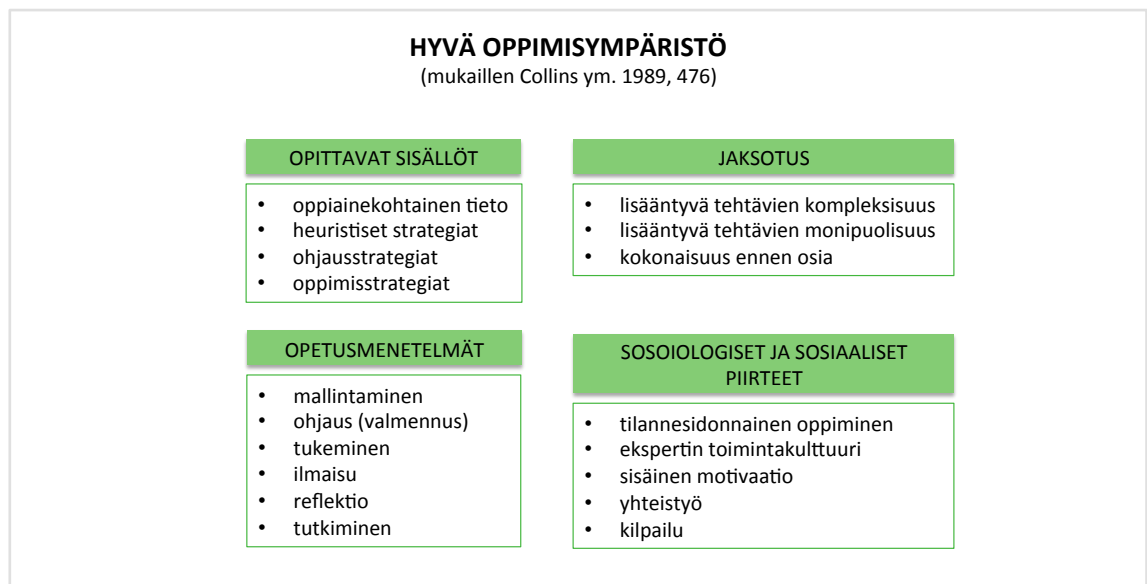 HYVÄ OPPIMISYMPÄRISTÖ
(mukaillen Collins ym. 1989, 476)
OPITTAVAT SISÄLLÖT
• oppiainekohtainen tieto
• heuristiset strategiat
• ohjausstrategiat
• oppimisstrategiat
JAKSOTUS
• lisääntyvä tehtävien kompleksisuus
• lisääntyvä tehtävien monipuolisuus
• kokonaisuus ennen osia
OPETUSMENETELMÄT
• mallintaminen
• ohjaus (valmennus)
• tukeminen
• ilmaisu
• reflektio
• tutkiminen
SOSOIOLOGISET JA SOSIAALISET
PIIRTEET
• tilannesidonnainen oppiminen
• ekspertin toimintakulttuuri
• sisäinen motivaatio
• yhteistyö
• kilpailu